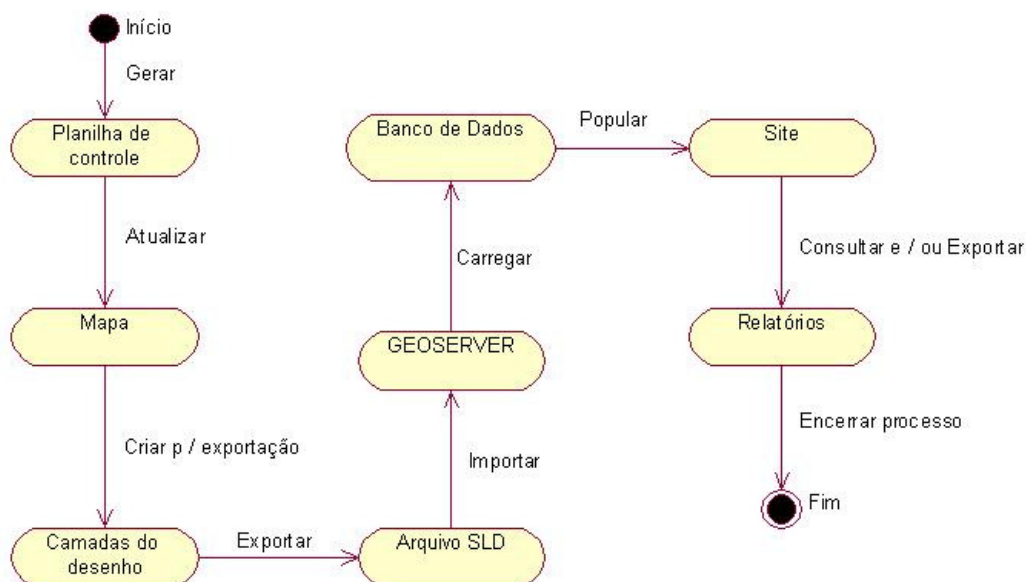 Início
Gerar
Planilha de
controle
Atualizar
Mapa
Criar p / exportação
Camadas do
desenho
Exportar
Arquivo SLD
Importar
GEOSERVER
Carregar
Banco de Dados
Popular
Site
Consultar e / ou Exportar
Relatórios
Encerrar processo
Fim